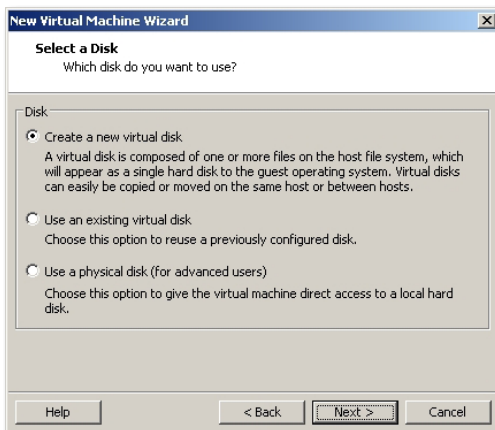 New Virtual Machine Wizard
Select a Disk
Which disk do you want to use?
Disk
Create a new virtual disk
A virtual disk is composed of one or more files on the host file system, which
will appear as a single hard disk to the guest operating system. Virtual disks
can easily be copied or moved on the same host or between hosts.
Use an existing virtual disk
Choose this option to reuse a previously configured disk.
Use a physical disk (for advanced users)
Choose this option to give the virtual machine direct access to a local hard
disk.
Help
< Back
Next >
Cancel